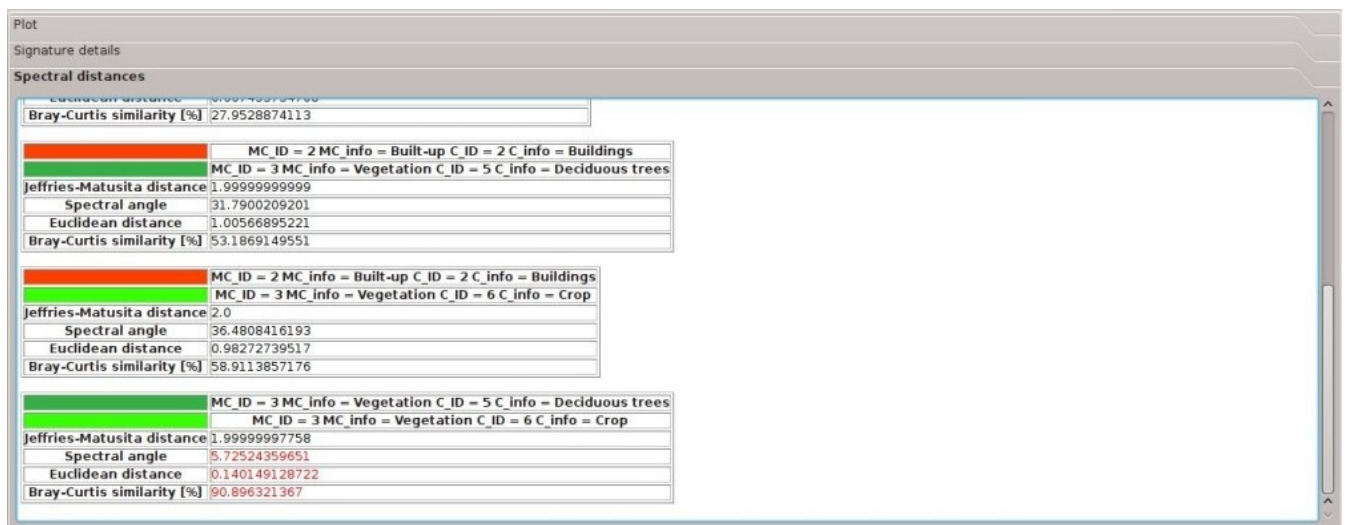 Plot
Signature details
Spectral distances
Euclidean distance
Bray-Curtis similarity [%] 27.9528874113
MC_ID = 2 MC_info = Built-up C_ID = 2 C_info = Buildings
MC_ID = 3 MC_info = Vegetation C_ID = 5 C_info = Deciduous trees
Jeffries-Matusita distance 1.99999999999
Spectral angle 31.7900209201
Euclidean distance 1.00566895221
Bray-Curtis similarity [%] 53.1869149551
MC_ID = 2 MC_info = Built-up C_ID = 2 C_info = Buildings
MC_ID = 3 MC_info = Vegetation C_ID = 6 C_info = Crop
Jeffries-Matusita distance 2.0
Spectral angle 36.4808416193
Euclidean distance 0.98272739517
Bray-Curtis similarity [%] 58.9113857176
MC_ID = 3 MC_info = Vegetation C_ID = 5 C_info = Deciduous trees
MC_ID = 3 MC_info = Vegetation C_ID = 6 C_info = Crop
Jeffries-Matusita distance 1.99999997758
Spectral angle 5.72524359651
Euclidean distance 0.140149128722
Bray-Curtis similarity [%] 90.896321367